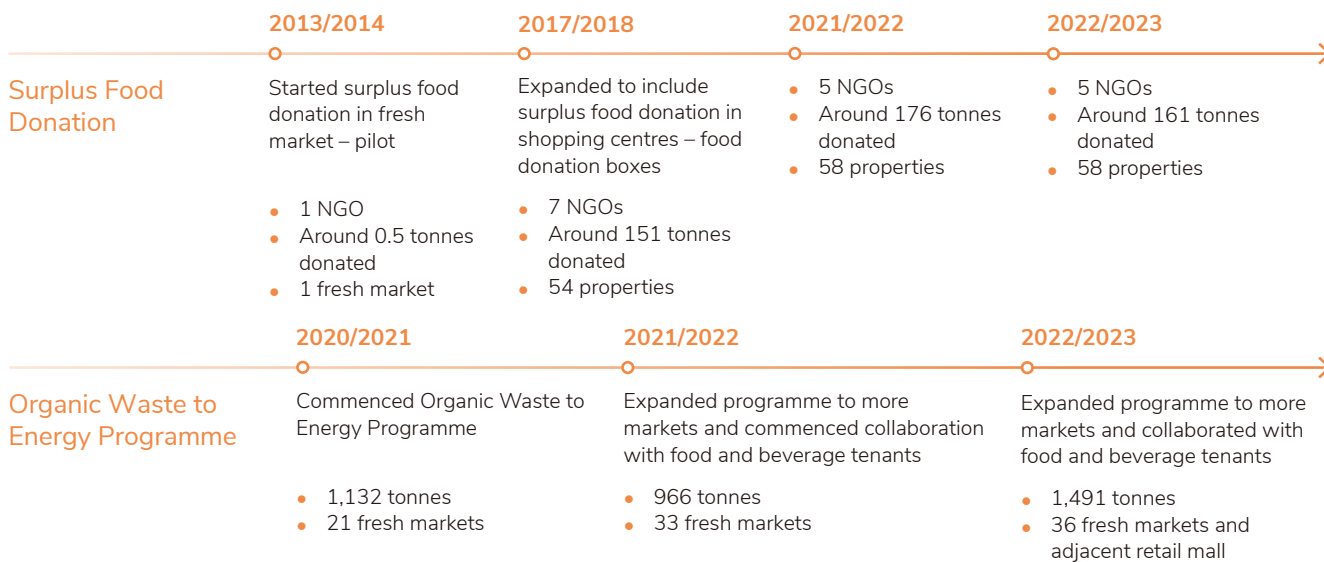 2013/2014
2017/2018
2021/2022
2022/2023
Surplus Food
Donation
Started surplus food
donation in fresh
market – pilot
• 1 NGO
• Around 0.5 tonnes
donated
• 1 fresh market
Expanded to include
surplus food donation in
shopping centres – food
donation boxes
• 7 NGOs
• Around 151 tonnes
donated
• 54 properties
• 5 NGOs
• Around 176 tonnes
donated
• 58 properties
• 5 NGOs
• Around 161 tonnes
donated
• 58 properties
2020/2021
2021/2022
2022/2023
Organic Waste to
Energy Programme
Commenced Organic Waste to
Energy Programme
• 1,132 tonnes
• 21 fresh markets
Expanded programme to more
markets and commenced collaboration
with food and beverage tenants
• 966 tonnes
• 33 fresh markets
Expanded programme to more
markets and collaborated with
food and beverage tenants
• 1,491 tonnes
• 36 fresh markets and
adjacent retail mall